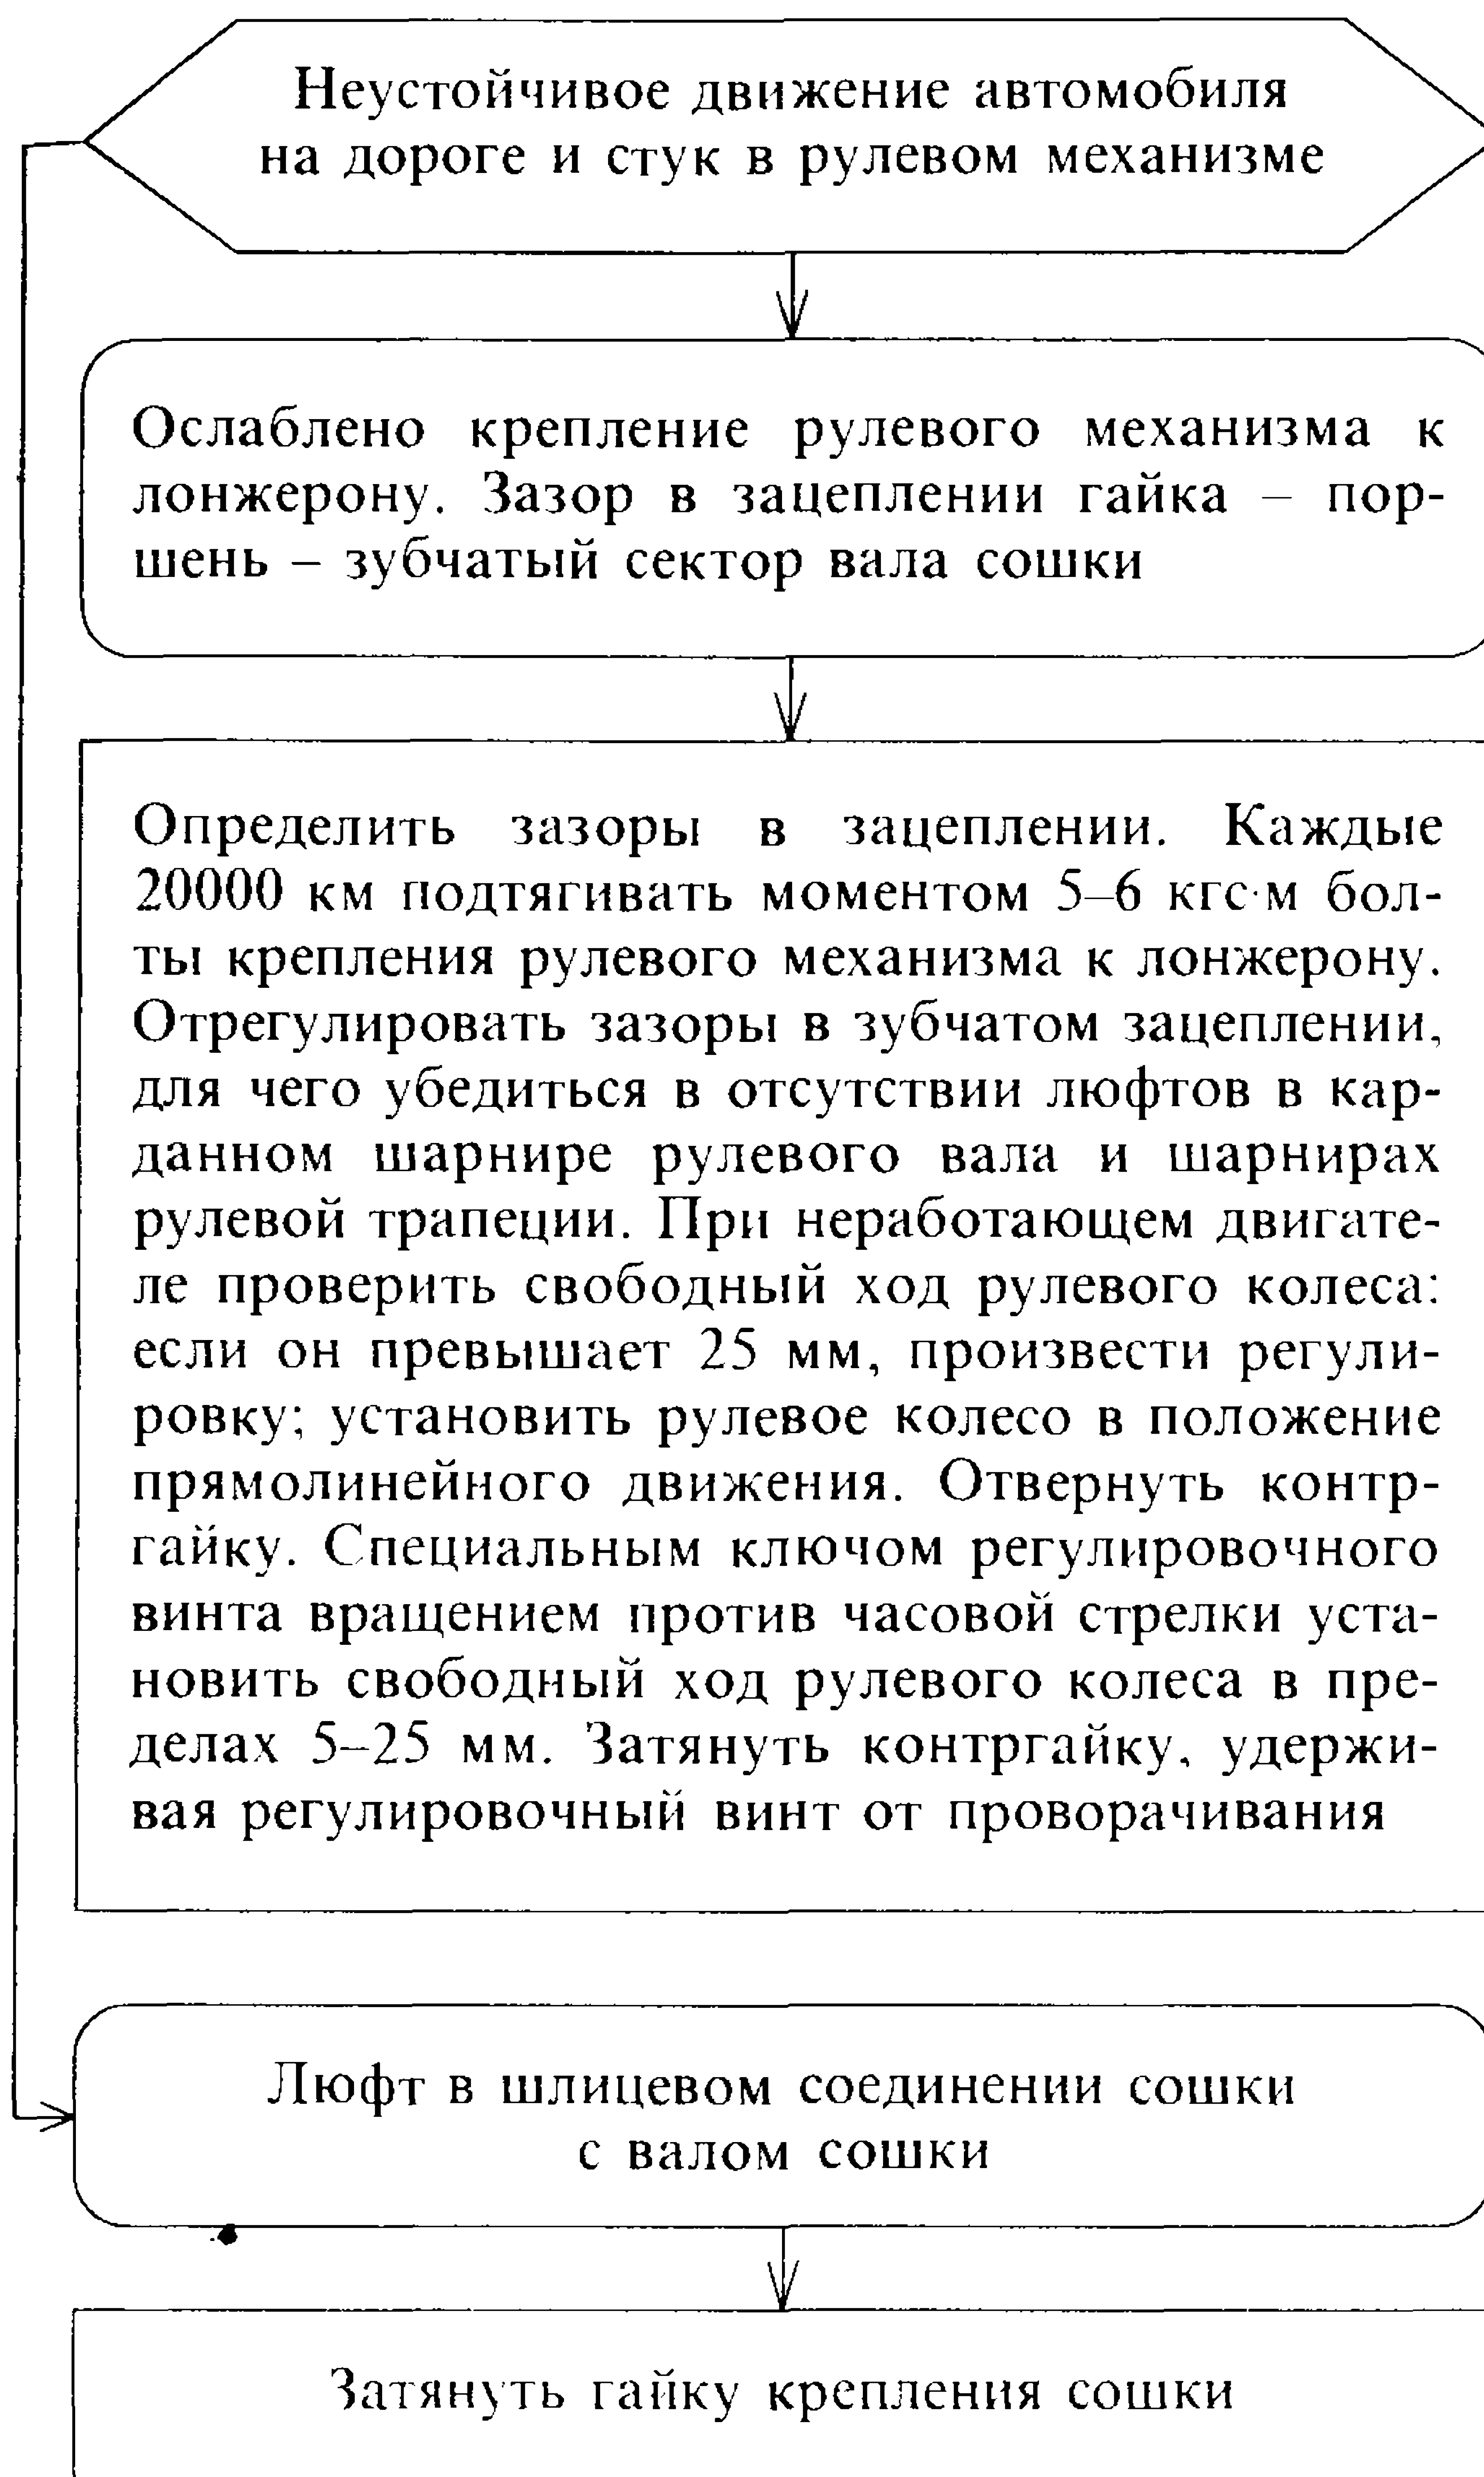 Неустойчивое движение автомобиля
на дороге и стук в рулевом механизме
Ослаблено крепление рулевого механизма к
лонжерону. Зазор в зацеплении гайка – пор-
шень – зубчатый сектор вала сошки
Определить зазоры в зацеплении. Каждые
20000 км подтягивать моментом 5–6 кгс·м бол-
ты крепления рулевого механизма к лонжерону.
Отрегулировать зазоры в зубчатом зацеплении,
для чего убедиться в отсутствии люфтов в кар-
данном шарнире рулевого вала и шарнирах
рулевой трапеции. При неработающем двигате-
ле проверить свободный ход рулевого колеса:
если он превышает 25 мм, произвести регули-
ровку; установить рулевое колесо в положение
прямолинейного движения. Отвернуть контр-
гайку. Специальным ключом регулировочного
винта вращением против часовой стрелки уста-
новить свободный ход рулевого колеса в пре-
делах 5–25 мм. Затянуть контргайку, удержи-
вая регулировочный винт от проворачивания
Люфт в шлицевом соединении сошки
с валом сошки
Затянуть гайку крепления сошки